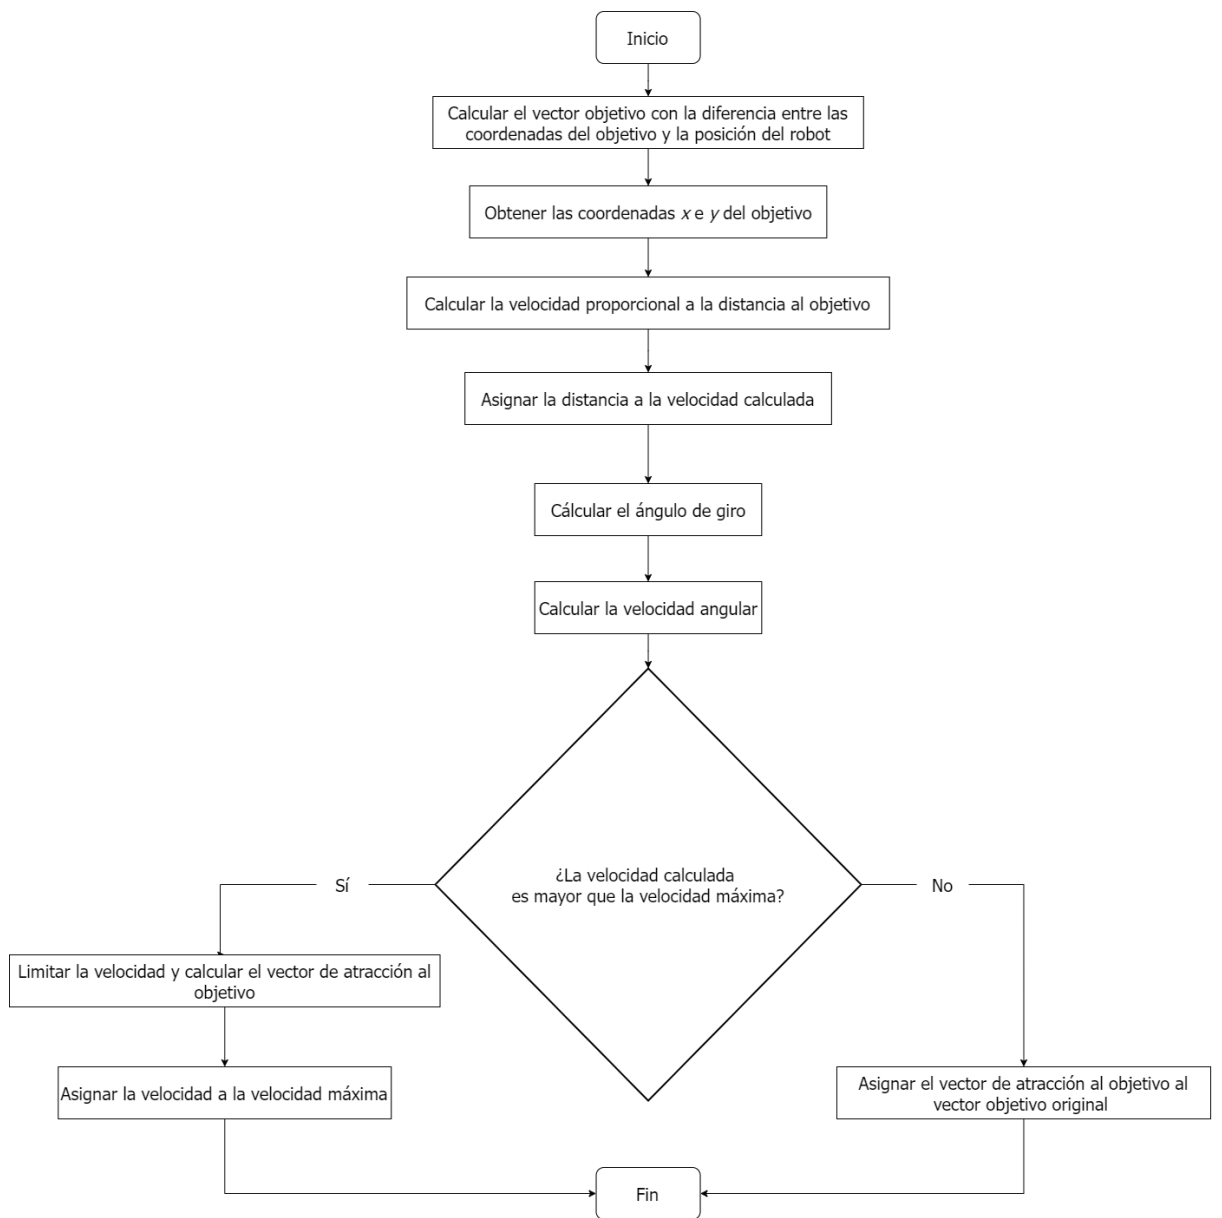 Inicio
Calcular el vector objetivo con la diferencia entre las
coordenadas del objetivo y la posición del robot
Obtener las coordenadas x e y del objetivo
Calcular la velocidad proporcional a la distancia al objetivo
Asignar la distancia a la velocidad calculada
Cálcular el ángulo de giro
Calcular la velocidad angular
¿La velocidad calculada
es mayor que la velocidad máxima?
Sí
No
Limitar la velocidad y calcular el vector de atracción al
objetivo
Asignar la velocidad a la velocidad máxima
Asignar el vector de atracción al objetivo al
vector objetivo original
Fin